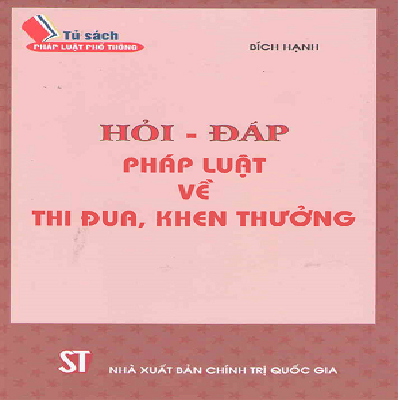 Tủ sách
PHÁP LUẬT PHỔ THÔNG
BÍCH HẠNH
HỎI - ĐÁP
PHÁP LUẬT
VỀ
THI ĐUA, KHEN THƯỞNG
ST
NHÀ XUẤT BẢN CHÍNH TRỊ QUỐC GIA